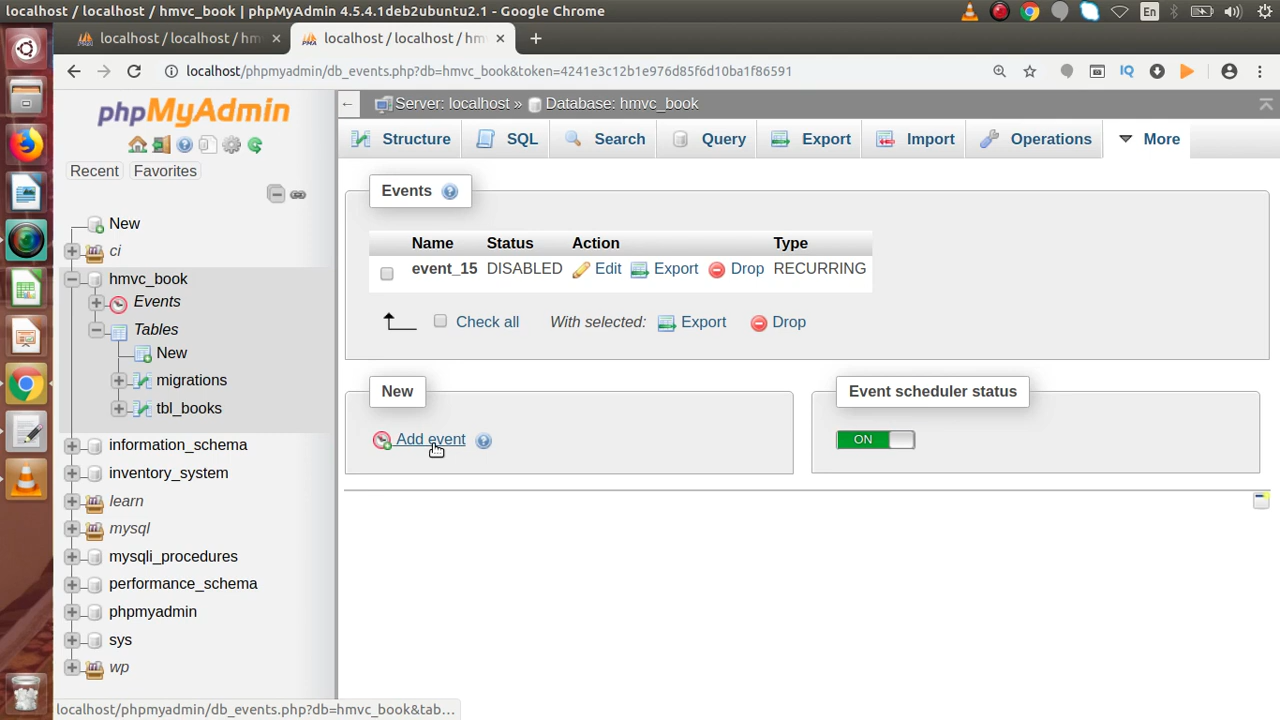 localhost / localhost / hmvc_book | phpMyAdmin 4.5.4.1deb2ubuntu2.1 - Google Chrome
En
localhost / localhost / hm
localhost / localhost / hm
localhost/phpmyadmin/db_events.php?db=hmvc_book&token=4241e3c12b1e976d85f6d10ba1f86591
IQ
phpMyAdmin
Recent
Favorites
New
ci
hmvc_book
Events
Tables
New
migrations
tbl_books
information_schema
inventory_system
learn
mysql
mysqli_procedures
performance_schema
phpmyadmin
sys
wp
Server: localhost » Database: hmvc_book
Structure
SQL
Search
Query
Export
Import
Operations
More
Events
Name Status Action Type
event_15 DISABLED Edit Export Drop RECURRING
Check all With selected: Export Drop
New
Add event
Event scheduler status
ON
localhost/phpmyadmin/db_events.php?db=hmvc_book&tab...